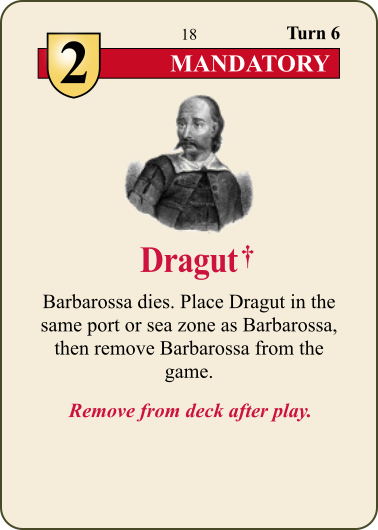 18
Turn 6
2
MANDATORY
Dragut†
Barbarossa dies. Place Dragut in the
same port or sea zone as Barbarossa,
then remove Barbarossa from the
game.
Remove from deck after play.